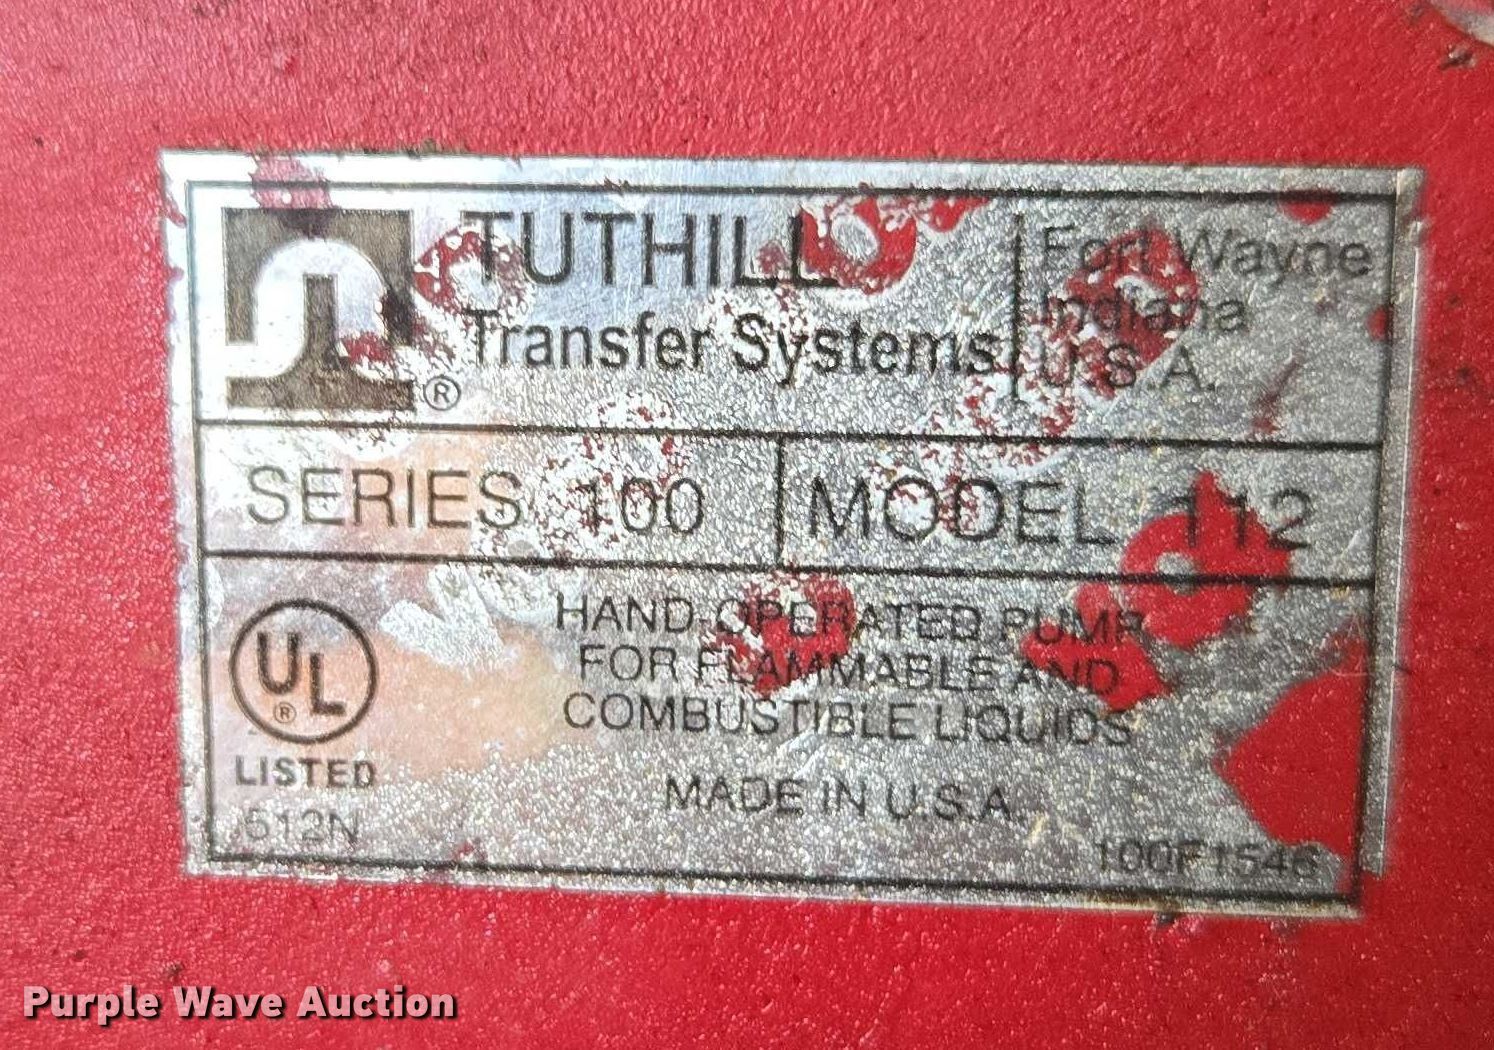 TUTHILL
Transfer Systems
Fort Wayne
Indiana
U.S.A.
®
SERIES 100
MODEL 112
UL
®
LISTED
512N
HAND-OPERATED PUMP
FOR FLAMMABLE AND
COMBUSTIBLE LIQUIDS
MADE IN U.S.A.
100F1546
Purple Wave Auction